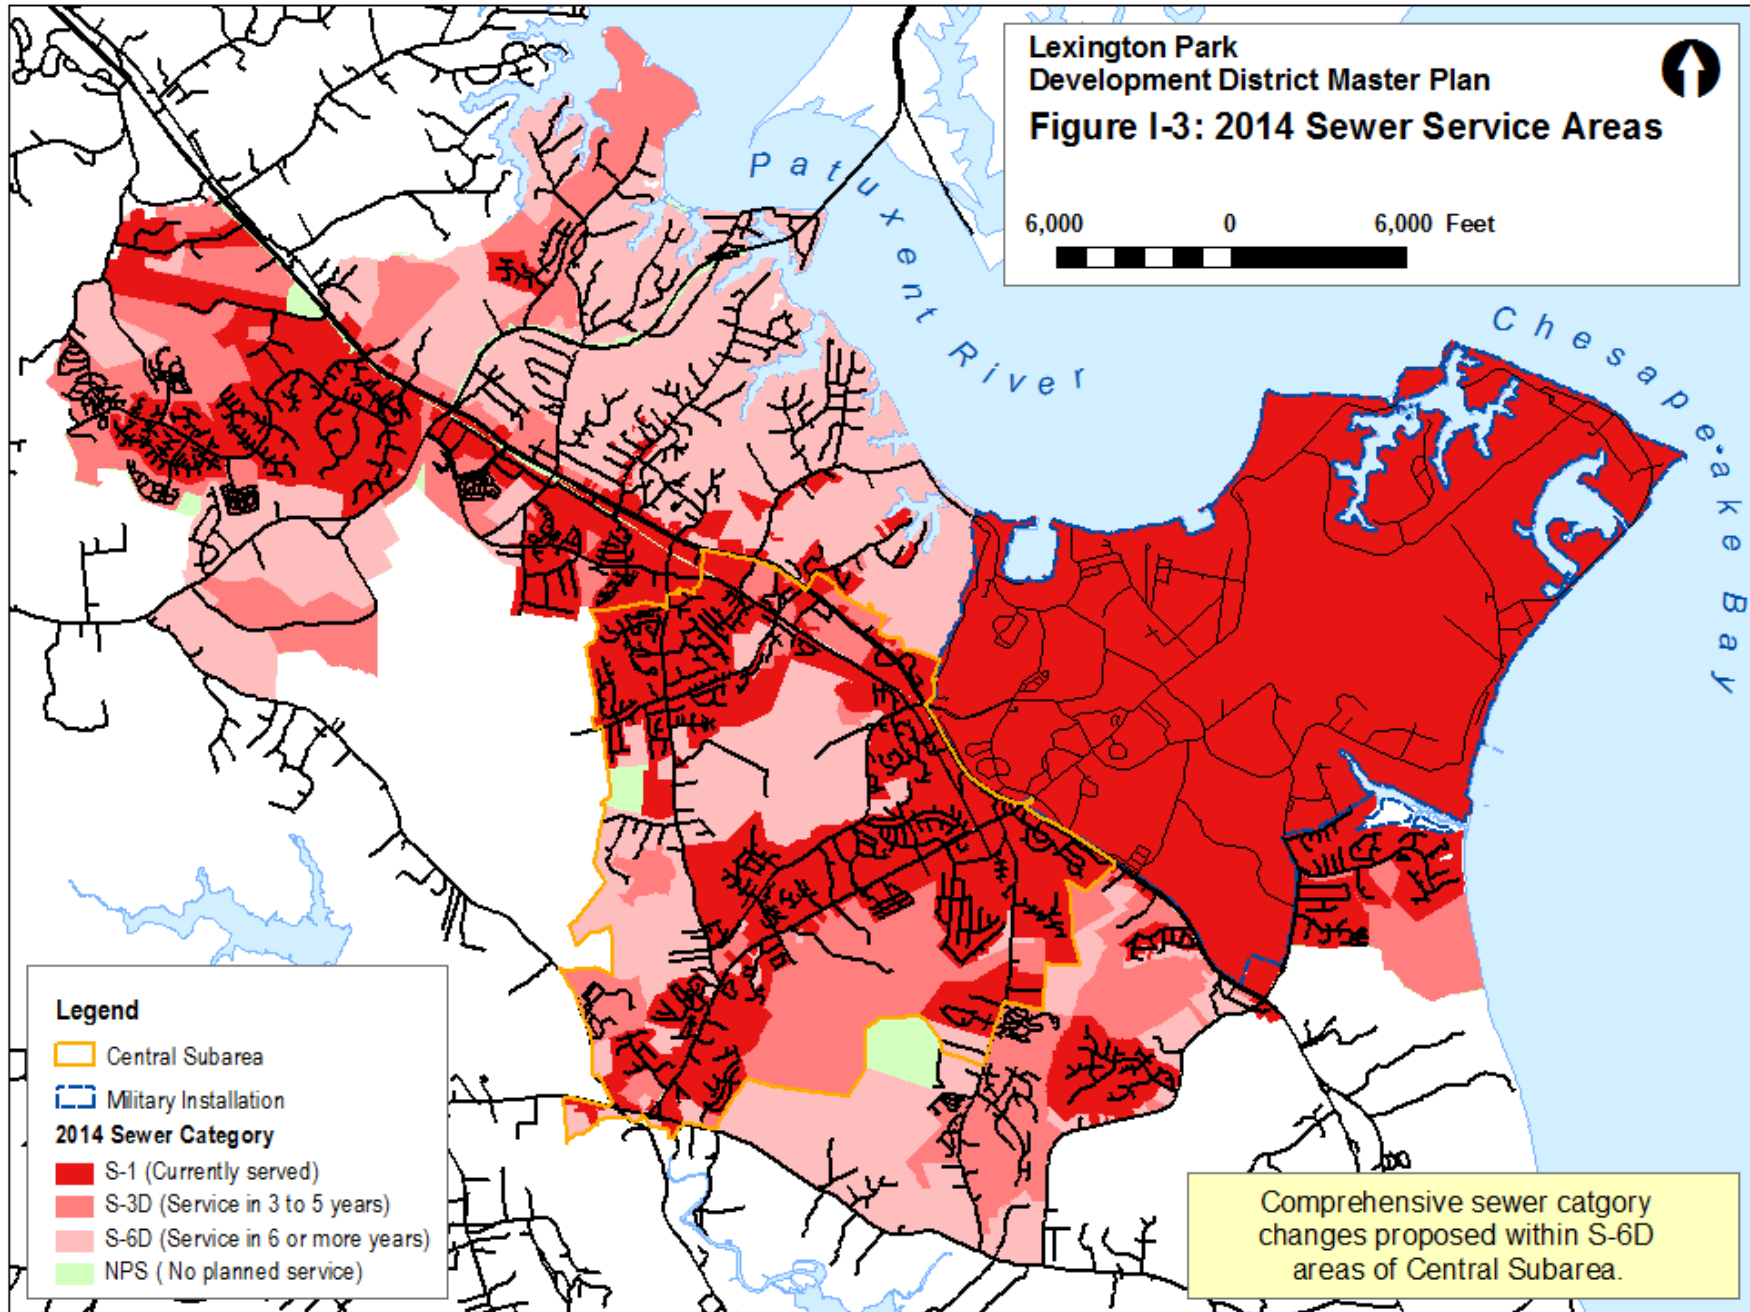 Lexington Park
Development District Master Plan
Figure I-3: 2014 Sewer Service Areas
6,000 0 6,000 Feet
Patuxent River
Chesapeake Bay
Legend
Central Subarea
Military Installation
2014 Sewer Category
S-1 (Currently served)
S-3D (Service in 3 to 5 years)
S-6D (Service in 6 or more years)
NPS ( No planned service)
Comprehensive sewer catgory
changes proposed within S-6D
areas of Central Subarea.